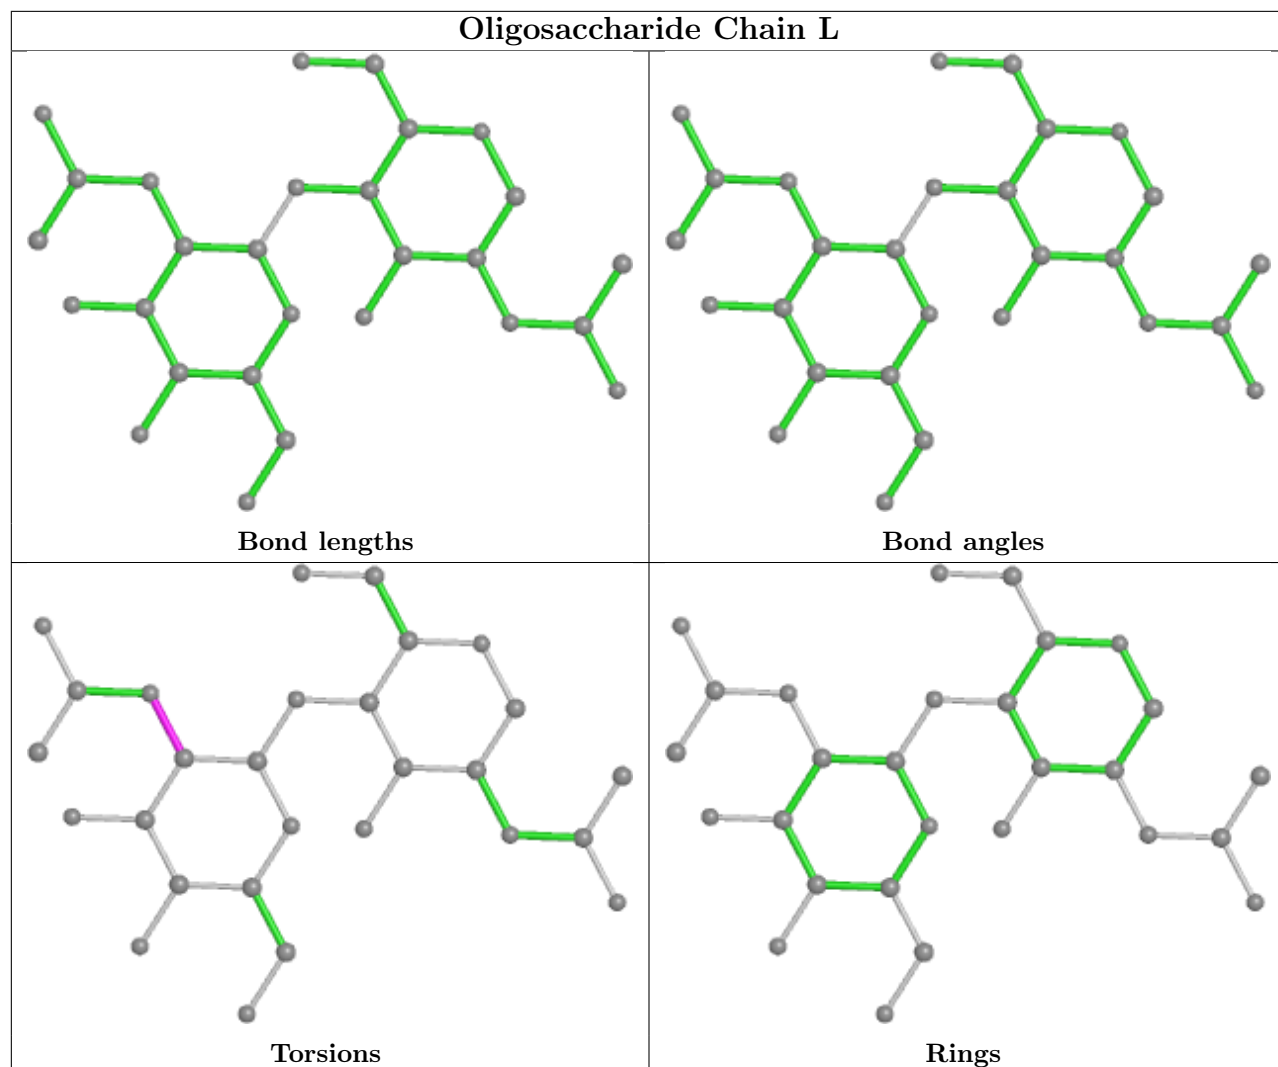 Oligosaccharide Chain L
Bond lengths
Bond angles
Torsions
Rings